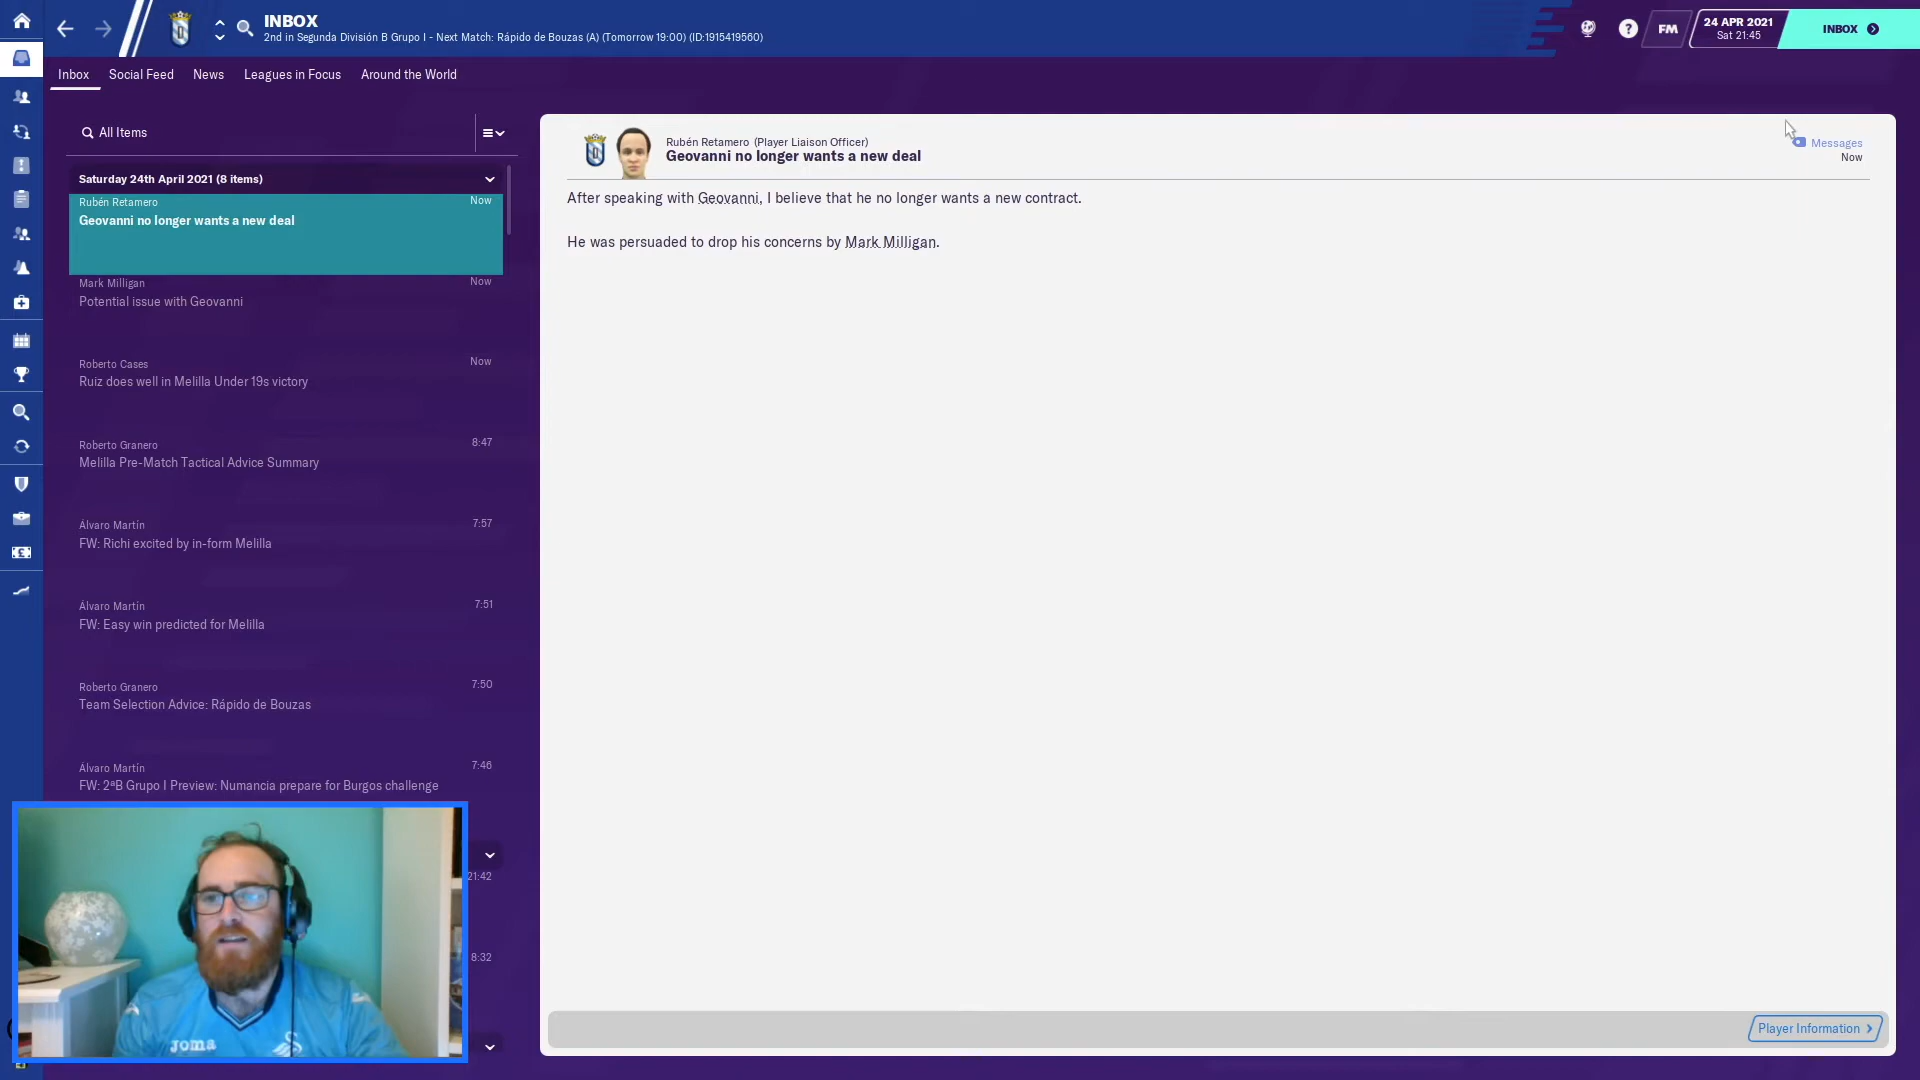 INBOX
2nd in Segunda División B Grupo I - Next Match: Rápido de Bouzas (A) (Tomorrow 19:00) (ID:1915419560)
FM
24 APR 2021
Sat 21:45
INBOX
Inbox
Social Feed
News
Leagues in Focus
Around the World
All Items
Saturday 24th April 2021 (8 items)
Rubén Retamero
Now
Geovanni no longer wants a new deal
Mark Milligan
Now
Potential issue with Geovanni
Roberto Cases
Now
Ruiz does well in Melilla Under 19s victory
Roberto Granero
8:47
Melilla Pre-Match Tactical Advice Summary
Álvaro Martín
7:57
FW: Richi excited by in-form Melilla
Álvaro Martín
7:51
FW: Easy win predicted for Melilla
Roberto Granero
7:50
Team Selection Advice: Rápido de Bouzas
Álvaro Martín
7:46
FW: 2ªB Grupo I Preview: Numancia prepare for Burgos challenge
21:42
8:32
Joma
Rubén Retamero (Player Liaison Officer)
Geovanni no longer wants a new deal
Messages
Now
After speaking with Geovanni, I believe that he no longer wants a new contract.
He was persuaded to drop his concerns by Mark Milligan.
Player Information